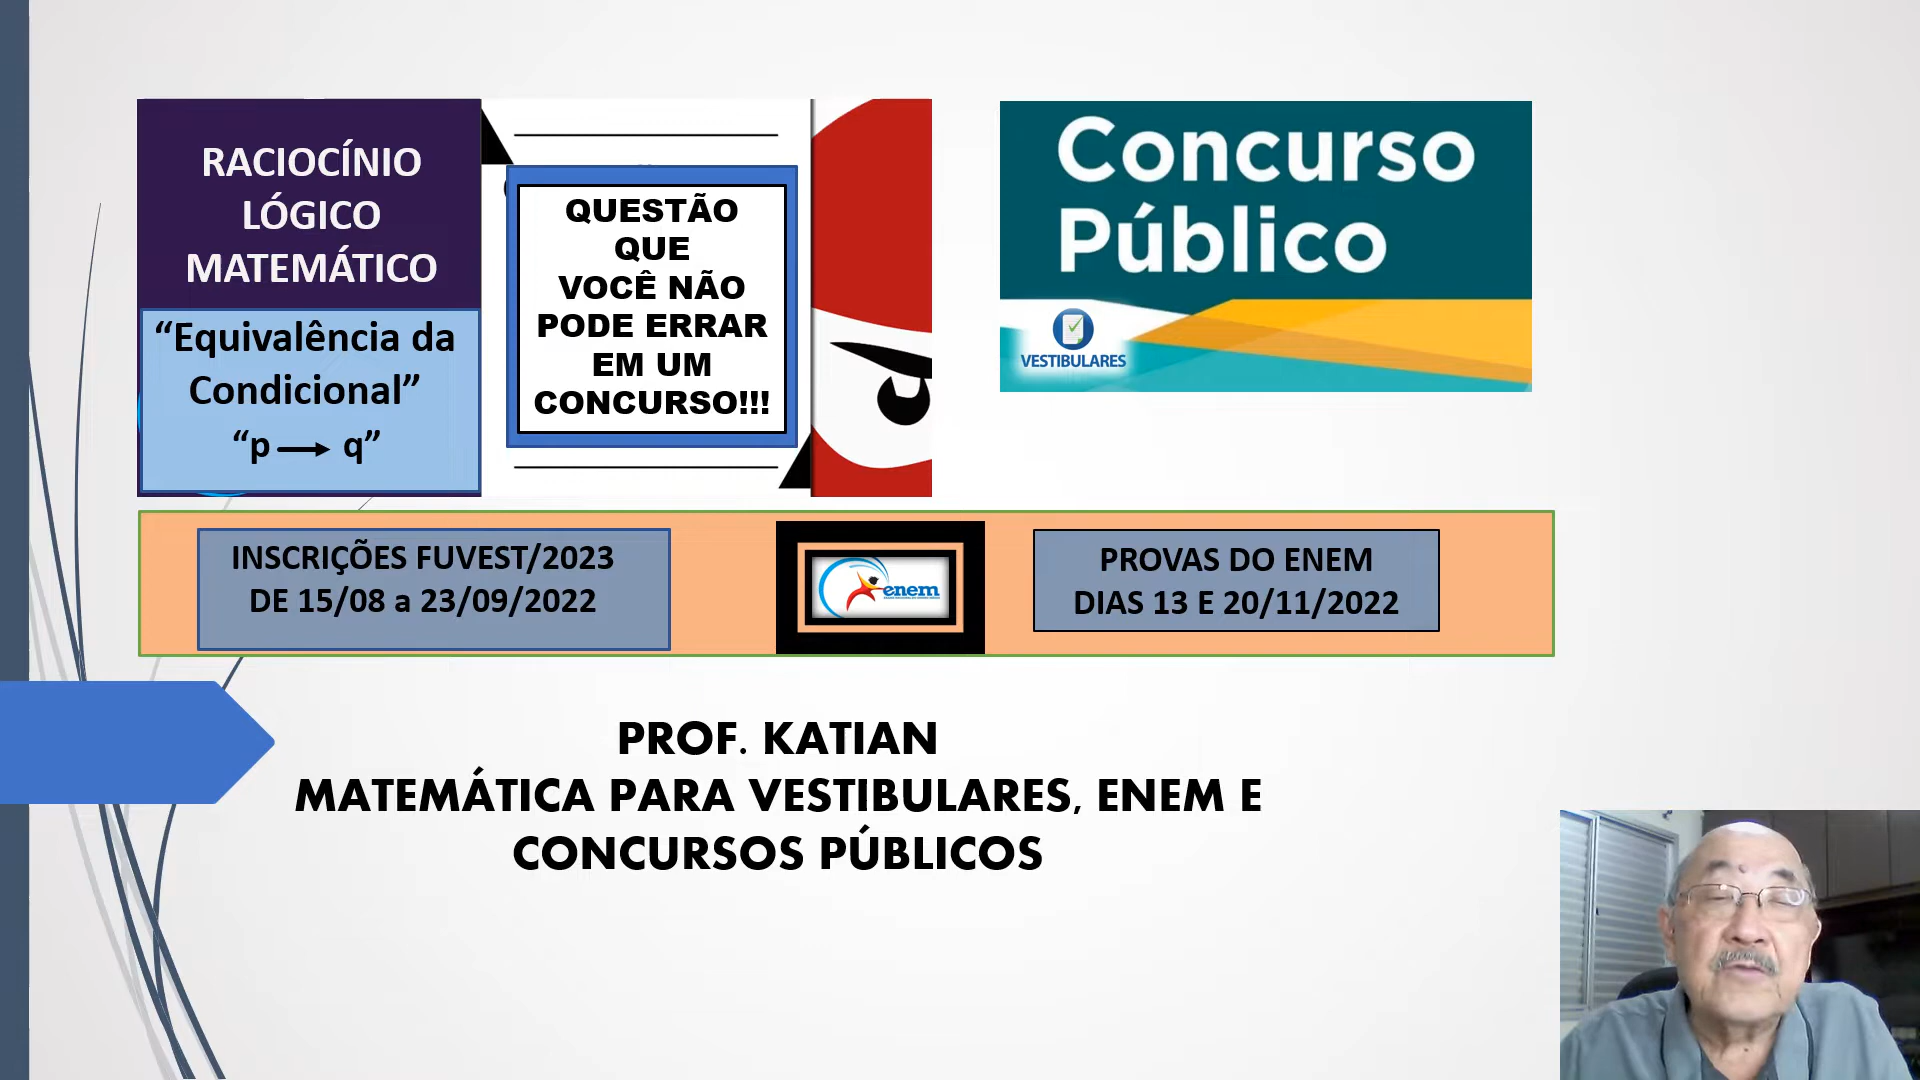 RACIOCÍNIO
LÓGICO
MATEMÁTICO
“Equivalência da
Condicional”
“p → q”
QUESTÃO
QUE
VOCÊ NÃO
PODE ERRAR
EM UM
CONCURSO!!!
Concurso
Público
VESTIBULARES
INSCRIÇÕES FUVEST/2023
DE 15/08 a 23/09/2022
enem
PROVAS DO ENEM
DIAS 13 E 20/11/2022
PROF. KATIAN
MATEMÁTICA PARA VESTIBULARES, ENEM E
CONCURSOS PÚBLICOS